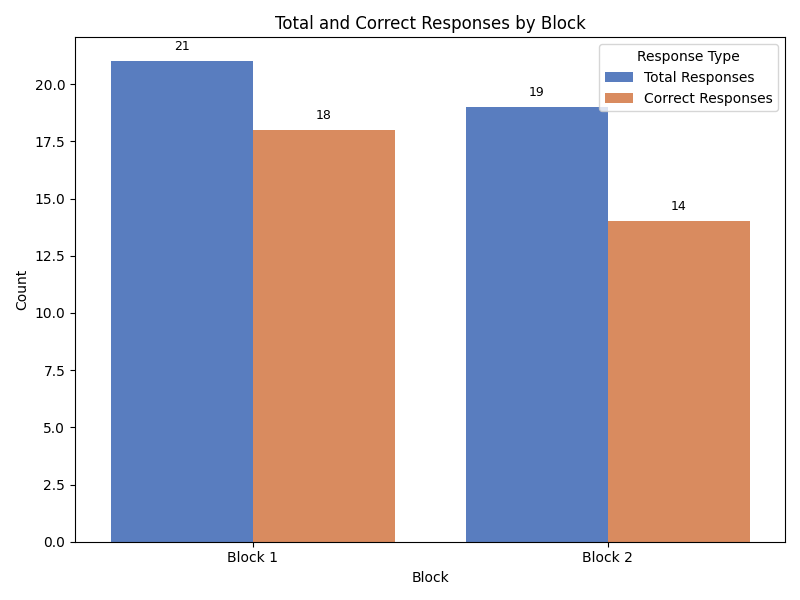 Total and Correct Responses by Block
21
18
19
14
Response Type
Total Responses
Correct Responses
20.0
17.5
15.0
12.5
10.0
7.5
5.0
2.5
0.0
Count
Block 1
Block 2
Block